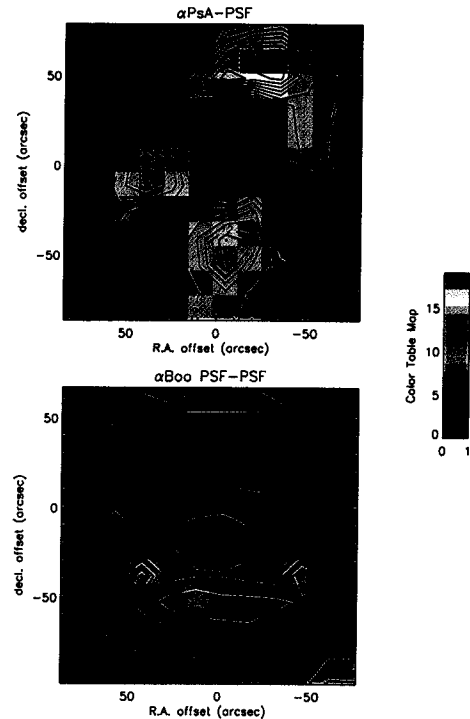 αPsA-PSF
50
0
-50
decl. offset (arcsec)
50 0 -50
R.A. offset (arcsec)
αBoo PSF-PSF
50
0
-50
decl. offset (arcsec)
50 0 -50
R.A. offset (arcsec)
15
10
5
0
Color Table Map
0 1